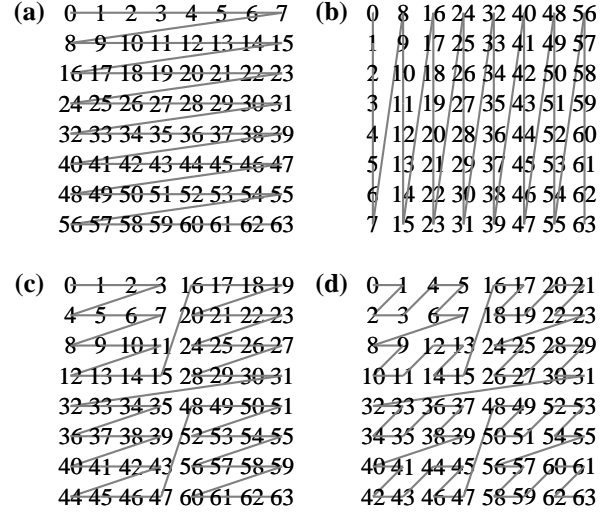 (a) 0 1 2 3 4 5 6 7
8 9 10 11 12 13 14 15
16 17 18 19 20 21 22 23
24 25 26 27 28 29 30 31
32 33 34 35 36 37 38 39
40 41 42 43 44 45 46 47
48 49 50 51 52 53 54 55
56 57 58 59 60 61 62 63
(b) 0 8 16 24 32 40 48 56
1 9 17 25 33 41 49 57
2 10 18 26 34 42 50 58
3 11 19 27 35 43 51 59
4 12 20 28 36 44 52 60
5 13 21 29 37 45 53 61
6 14 22 30 38 46 54 62
7 15 23 31 39 47 55 63
(c) 0 1 2 3 16 17 18 19
4 5 6 7 20 21 22 23
8 9 10 11 24 25 26 27
12 13 14 15 28 29 30 31
32 33 34 35 48 49 50 51
36 37 38 39 52 53 54 55
40 41 42 43 56 57 58 59
44 45 46 47 60 61 62 63
(d) 0 1 4 5 16 17 20 21
2 3 6 7 18 19 22 23
8 9 12 13 24 25 28 29
10 11 14 15 26 27 30 31
32 33 36 37 48 49 52 53
34 35 38 39 50 51 54 55
40 41 44 45 56 57 60 61
42 43 46 47 58 59 62 63